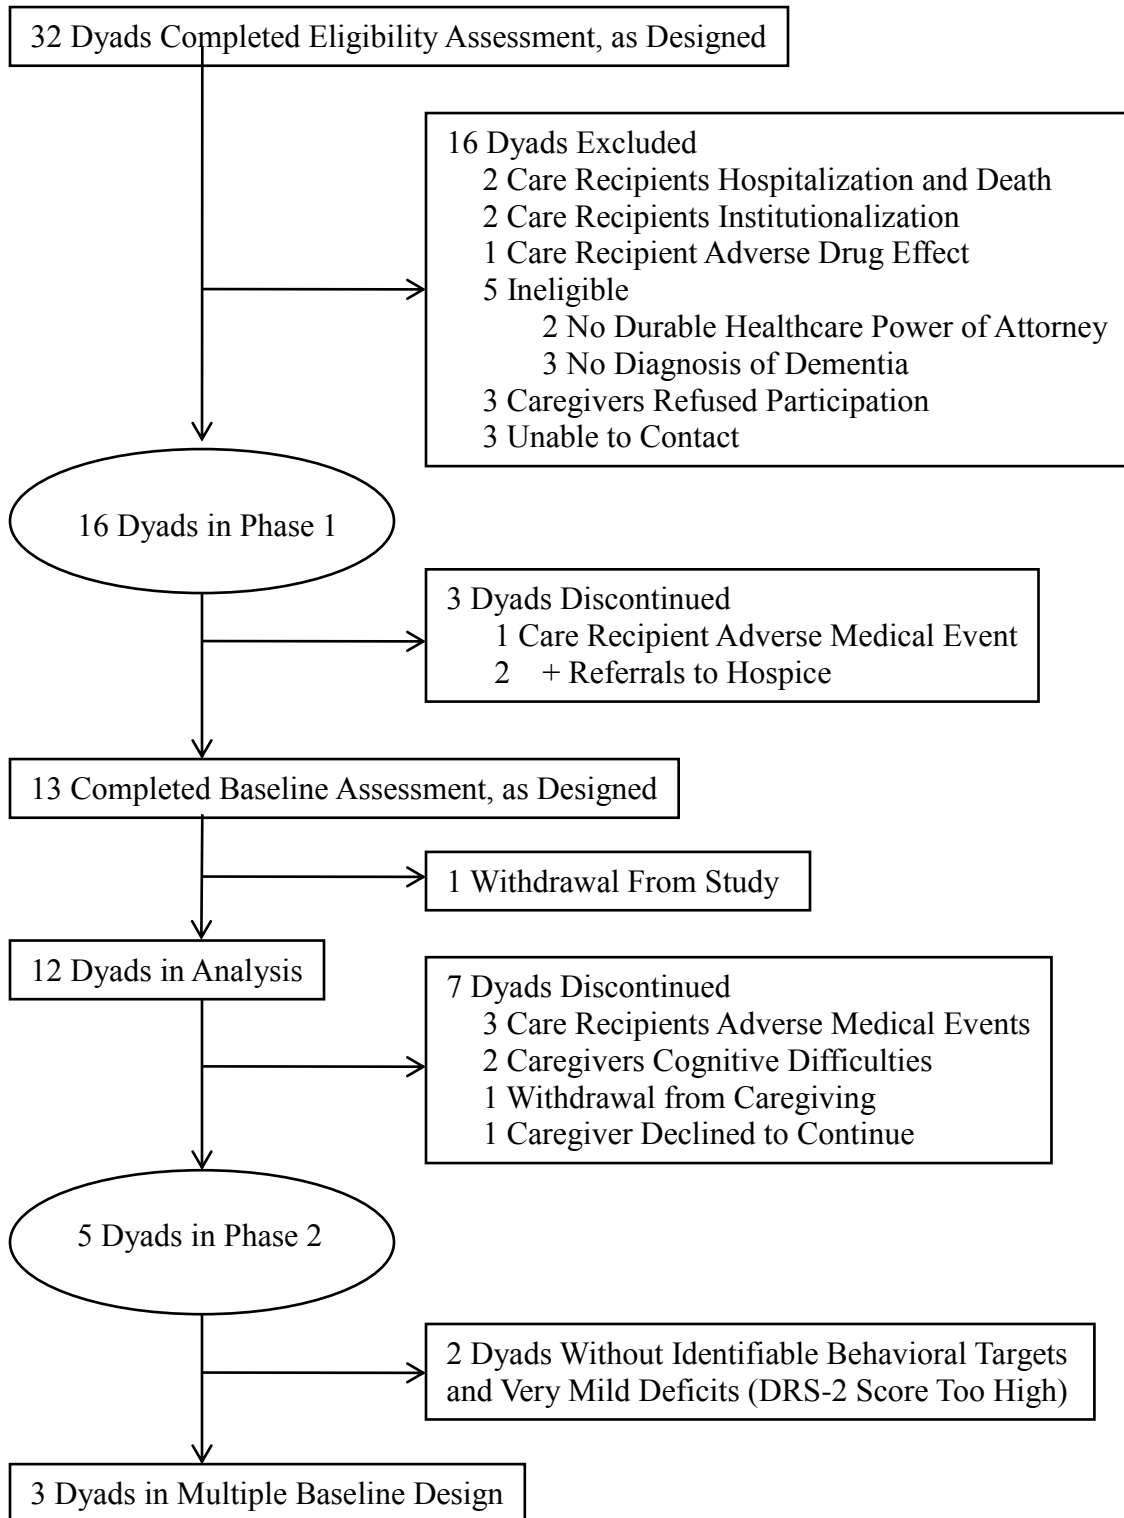 32 Dyads Completed Eligibility Assessment, as Designed
16 Dyads Excluded
2 Care Recipients Hospitalization and Death
2 Care Recipients Institutionalization
1 Care Recipient Adverse Drug Effect
5 Ineligible
2 No Durable Healthcare Power of Attorney
3 No Diagnosis of Dementia
3 Caregivers Refused Participation
3 Unable to Contact
16 Dyads in Phase 1
3 Dyads Discontinued
1 Care Recipient Adverse Medical Event
2 + Referrals to Hospice
13 Completed Baseline Assessment, as Designed
1 Withdrawal From Study
12 Dyads in Analysis
7 Dyads Discontinued
3 Care Recipients Adverse Medical Events
2 Caregivers Cognitive Difficulties
1 Withdrawal from Caregiving
1 Caregiver Declined to Continue
5 Dyads in Phase 2
2 Dyads Without Identifiable Behavioral Targets
and Very Mild Deficits (DRS-2 Score Too High)
3 Dyads in Multiple Baseline Design